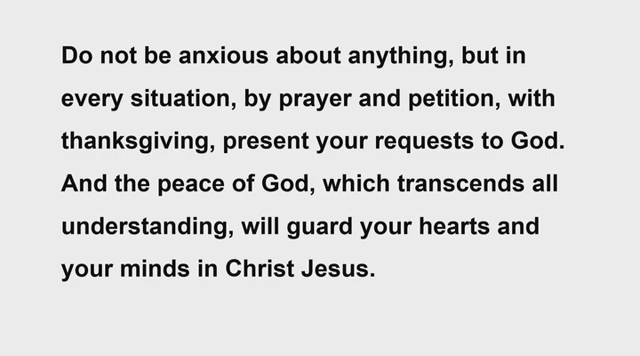 Do not be anxious about anything, but in
every situation, by prayer and petition, with
thanksgiving, present your requests to God.
And the peace of God, which transcends all
understanding, will guard your hearts and
your minds in Christ Jesus.